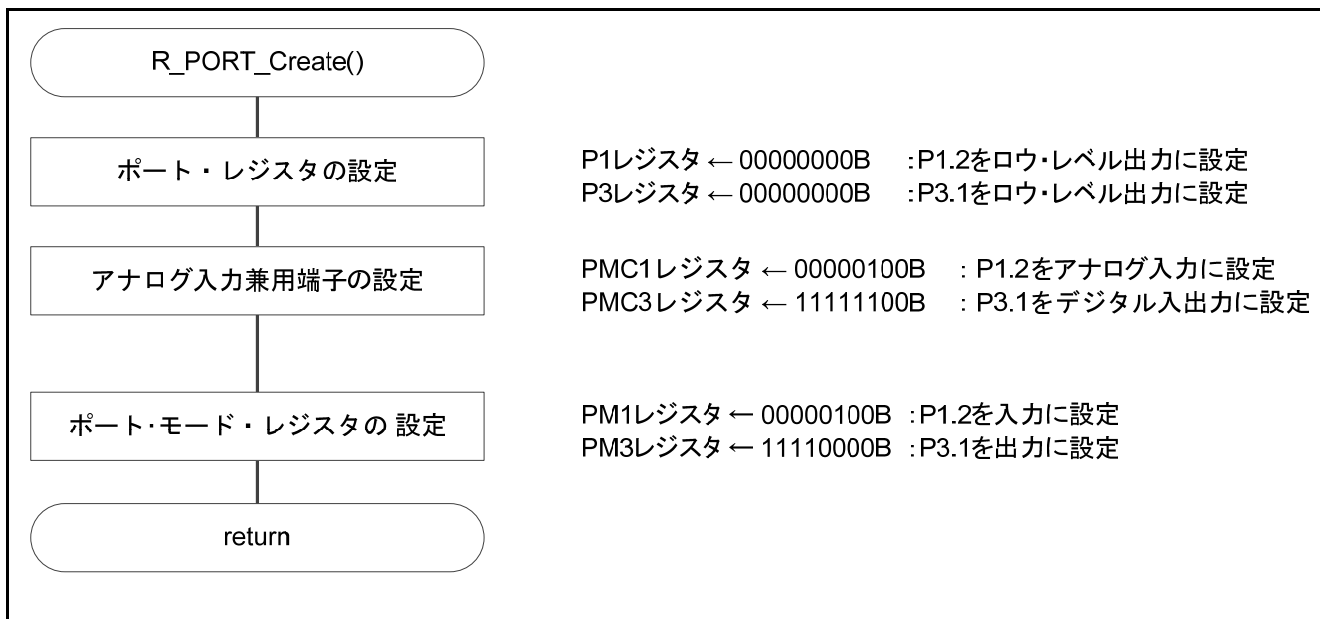 R_PORT_Create()
ポート・レジスタの設定
P1レジスタ ← 00000000B :P1.2をロウ・レベル出力に設定
P3レジスタ ← 00000000B :P3.1をロウ・レベル出力に設定
アナログ入力兼用端子の設定
PMC1レジスタ ← 00000100B : P1.2をアナログ入力に設定
PMC3レジスタ ← 11111100B : P3.1をデジタル入出力に設定
ポート・モード・レジスタの 設定
PM1レジスタ ← 00000100B :P1.2を入力に設定
PM3レジスタ ← 11110000B :P3.1を出力に設定
return